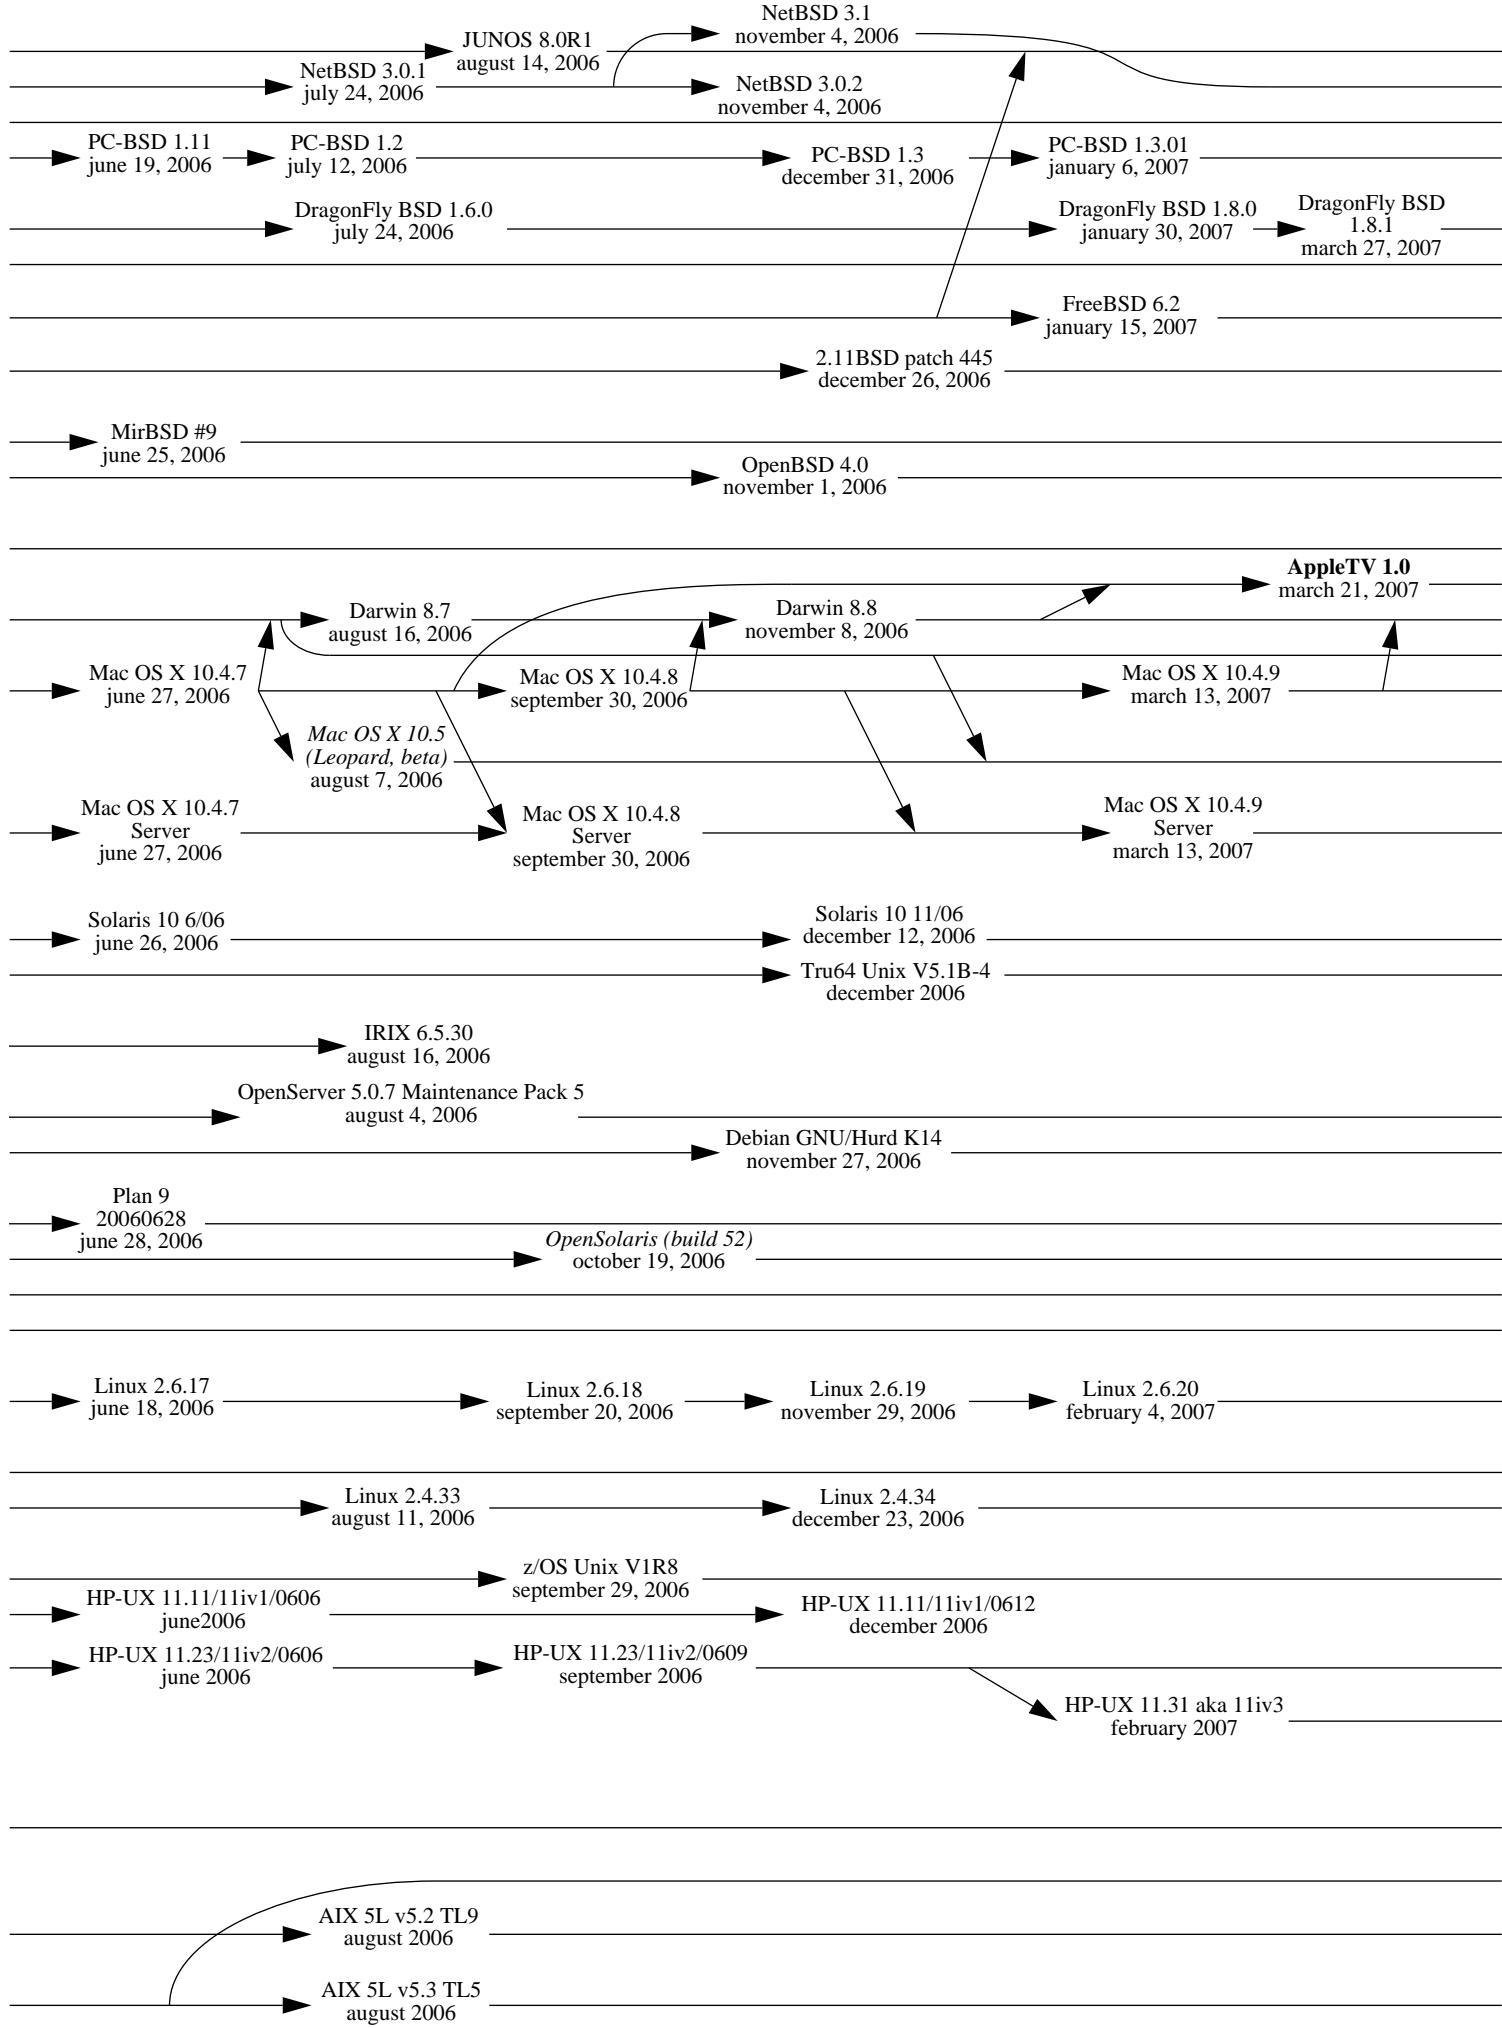 NetBSD 3.1
november 4, 2006
JUNOS 8.0R1
august 14, 2006
NetBSD 3.0.1
july 24, 2006
NetBSD 3.0.2
november 4, 2006
PC-BSD 1.11
june 19, 2006
PC-BSD 1.2
july 12, 2006
PC-BSD 1.3
december 31, 2006
PC-BSD 1.3.01
january 6, 2007
DragonFly BSD 1.6.0
july 24, 2006
DragonFly BSD 1.8.0
january 30, 2007
DragonFly BSD
1.8.1
march 27, 2007
FreeBSD 6.2
january 15, 2007
2.11BSD patch 445
december 26, 2006
MirBSD #9
june 25, 2006
OpenBSD 4.0
november 1, 2006
AppleTV 1.0
march 21, 2007
Darwin 8.7
august 16, 2006
Darwin 8.8
november 8, 2006
Mac OS X 10.4.7
june 27, 2006
Mac OS X 10.4.8
september 30, 2006
Mac OS X 10.4.9
march 13, 2007
Mac OS X 10.5
(Leopard, beta)
august 7, 2006
Mac OS X 10.4.7
Server
june 27, 2006
Mac OS X 10.4.8
Server
september 30, 2006
Mac OS X 10.4.9
Server
march 13, 2007
Solaris 10 6/06
june 26, 2006
Solaris 10 11/06
december 12, 2006
Tru64 Unix V5.1B-4
december 2006
IRIX 6.5.30
august 16, 2006
OpenServer 5.0.7 Maintenance Pack 5
august 4, 2006
Debian GNU/Hurd K14
november 27, 2006
Plan 9
20060628
june 28, 2006
OpenSolaris (build 52)
october 19, 2006
Linux 2.6.17
june 18, 2006
Linux 2.6.18
september 20, 2006
Linux 2.6.19
november 29, 2006
Linux 2.6.20
february 4, 2007
Linux 2.4.33
august 11, 2006
Linux 2.4.34
december 23, 2006
z/OS Unix V1R8
september 29, 2006
HP-UX 11.11/11iv1/0606
june2006
HP-UX 11.11/11iv1/0612
december 2006
HP-UX 11.23/11iv2/0606
june 2006
HP-UX 11.23/11iv2/0609
september 2006
HP-UX 11.31 aka 11iv3
february 2007
AIX 5L v5.2 TL9
august 2006
AIX 5L v5.3 TL5
august 2006